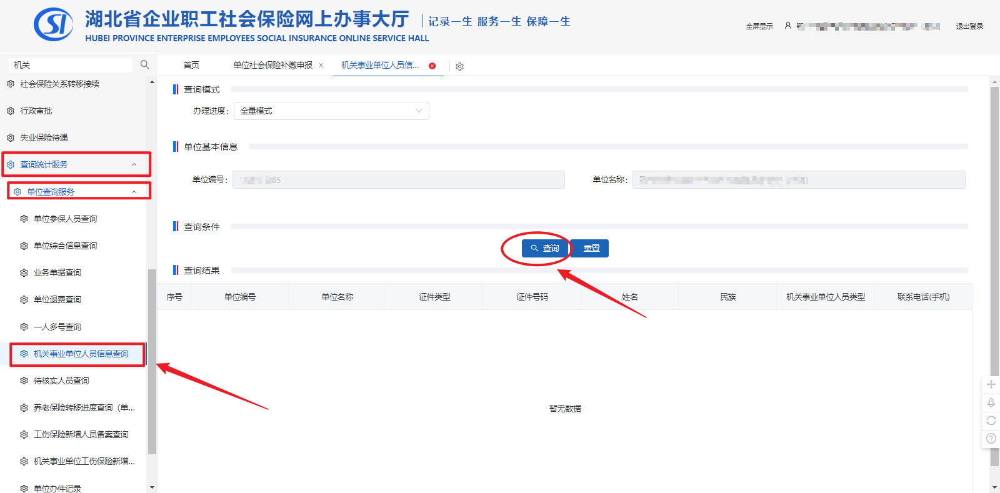 湖北省企业职工社会保险网上办事大厅
记录一生 服务一生 保障一生
HUBEI PROVINCE ENTERPRISE EMPLOYEES SOCIAL INSURANCE ONLINE SERVICE HALL
全屏显示
退出登录
机关
首页
单位社会保险补缴申报 ×
机关事业单位人员信...
社会保险关系转移接续
行政审批
失业保险待遇
查询统计服务
单位查询服务
单位参保人员查询
单位综合信息查询
业务单据查询
单位退费查询
一人多号查询
机关事业单位人员信息查询
待核实人员查询
养老保险转移进度查询（单...
工伤保险新增人员备案查询
机关事业单位工伤保险新增...
单位办件记录
查询模式
办理进度：
全量模式
单位基本信息
单位编号：
85
单位名称：
查询条件
查询
重置
查询结果
序号 单位编号 单位名称 证件类型 证件号码 姓名 民族 机关事业单位人员类型 联系电话(手机)
暂无数据